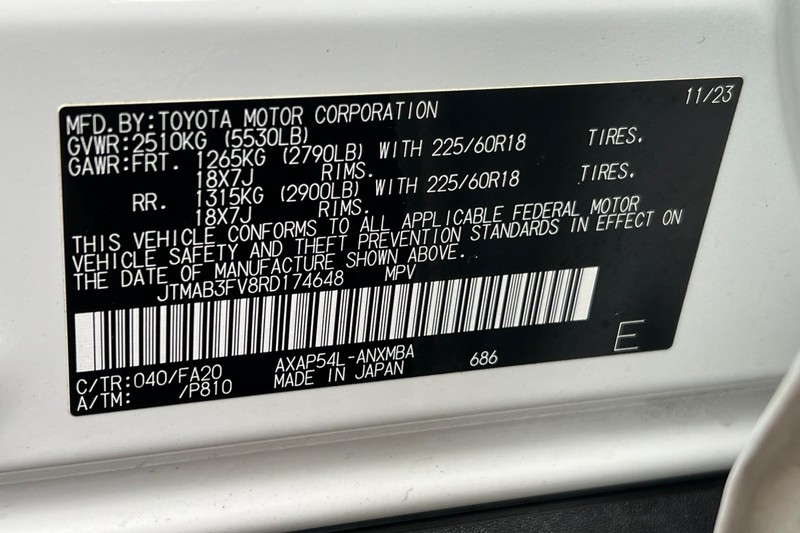 11/23
MFD.BY:TOYOTA MOTOR CORPORATION
GVWR:2510KG (5530LB)
GAWR:FRT. 1265KG (2790LB) WITH 225/60R18 TIRES.
18X7J RIMS.
RR. 1315KG (2900LB) WITH 225/60R18 TIRES.
18X7J RIMS.
THIS VEHICLE CONFORMS TO ALL APPLICABLE FEDERAL MOTOR
VEHICLE SAFETY AND THEFT PREVENTION STANDARDS IN EFFECT ON
THE DATE OF MANUFACTURE SHOWN ABOVE.
JTMAB3FV8RD174648 MPV
C/TR:040/FA20 AXAP54L-ANXMBA 686 E
A/TM: /P810 MADE IN JAPAN